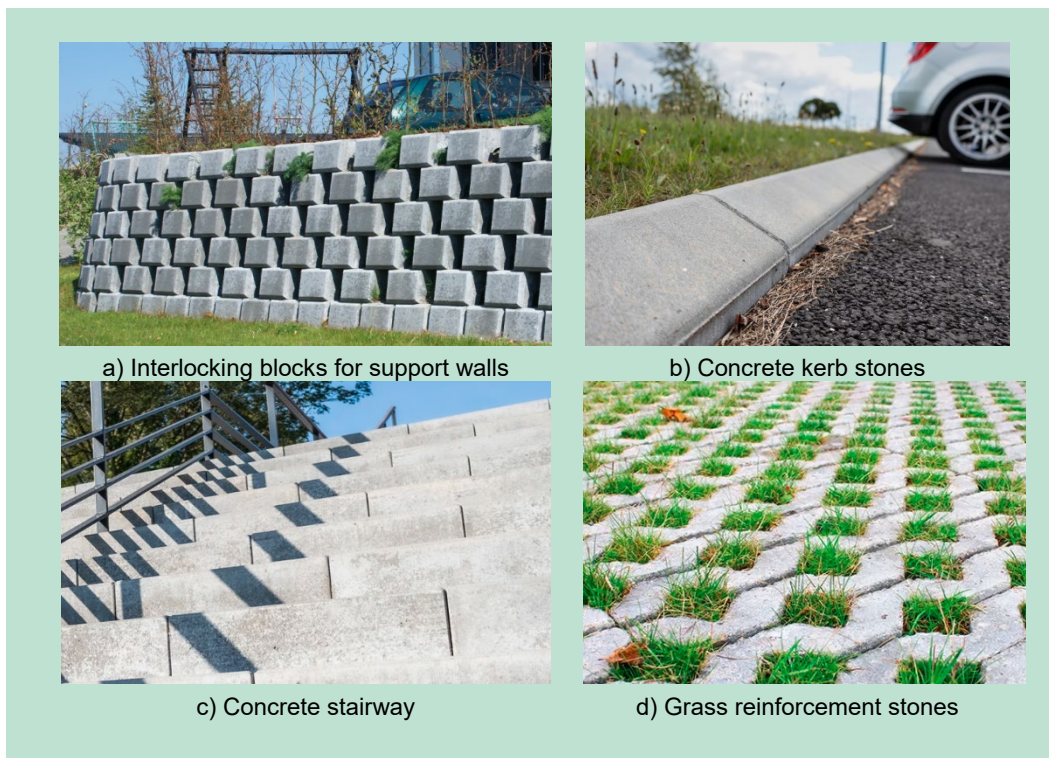 a) Interlocking blocks for support walls
b) Concrete kerb stones
c) Concrete stairway
d) Grass reinforcement stones